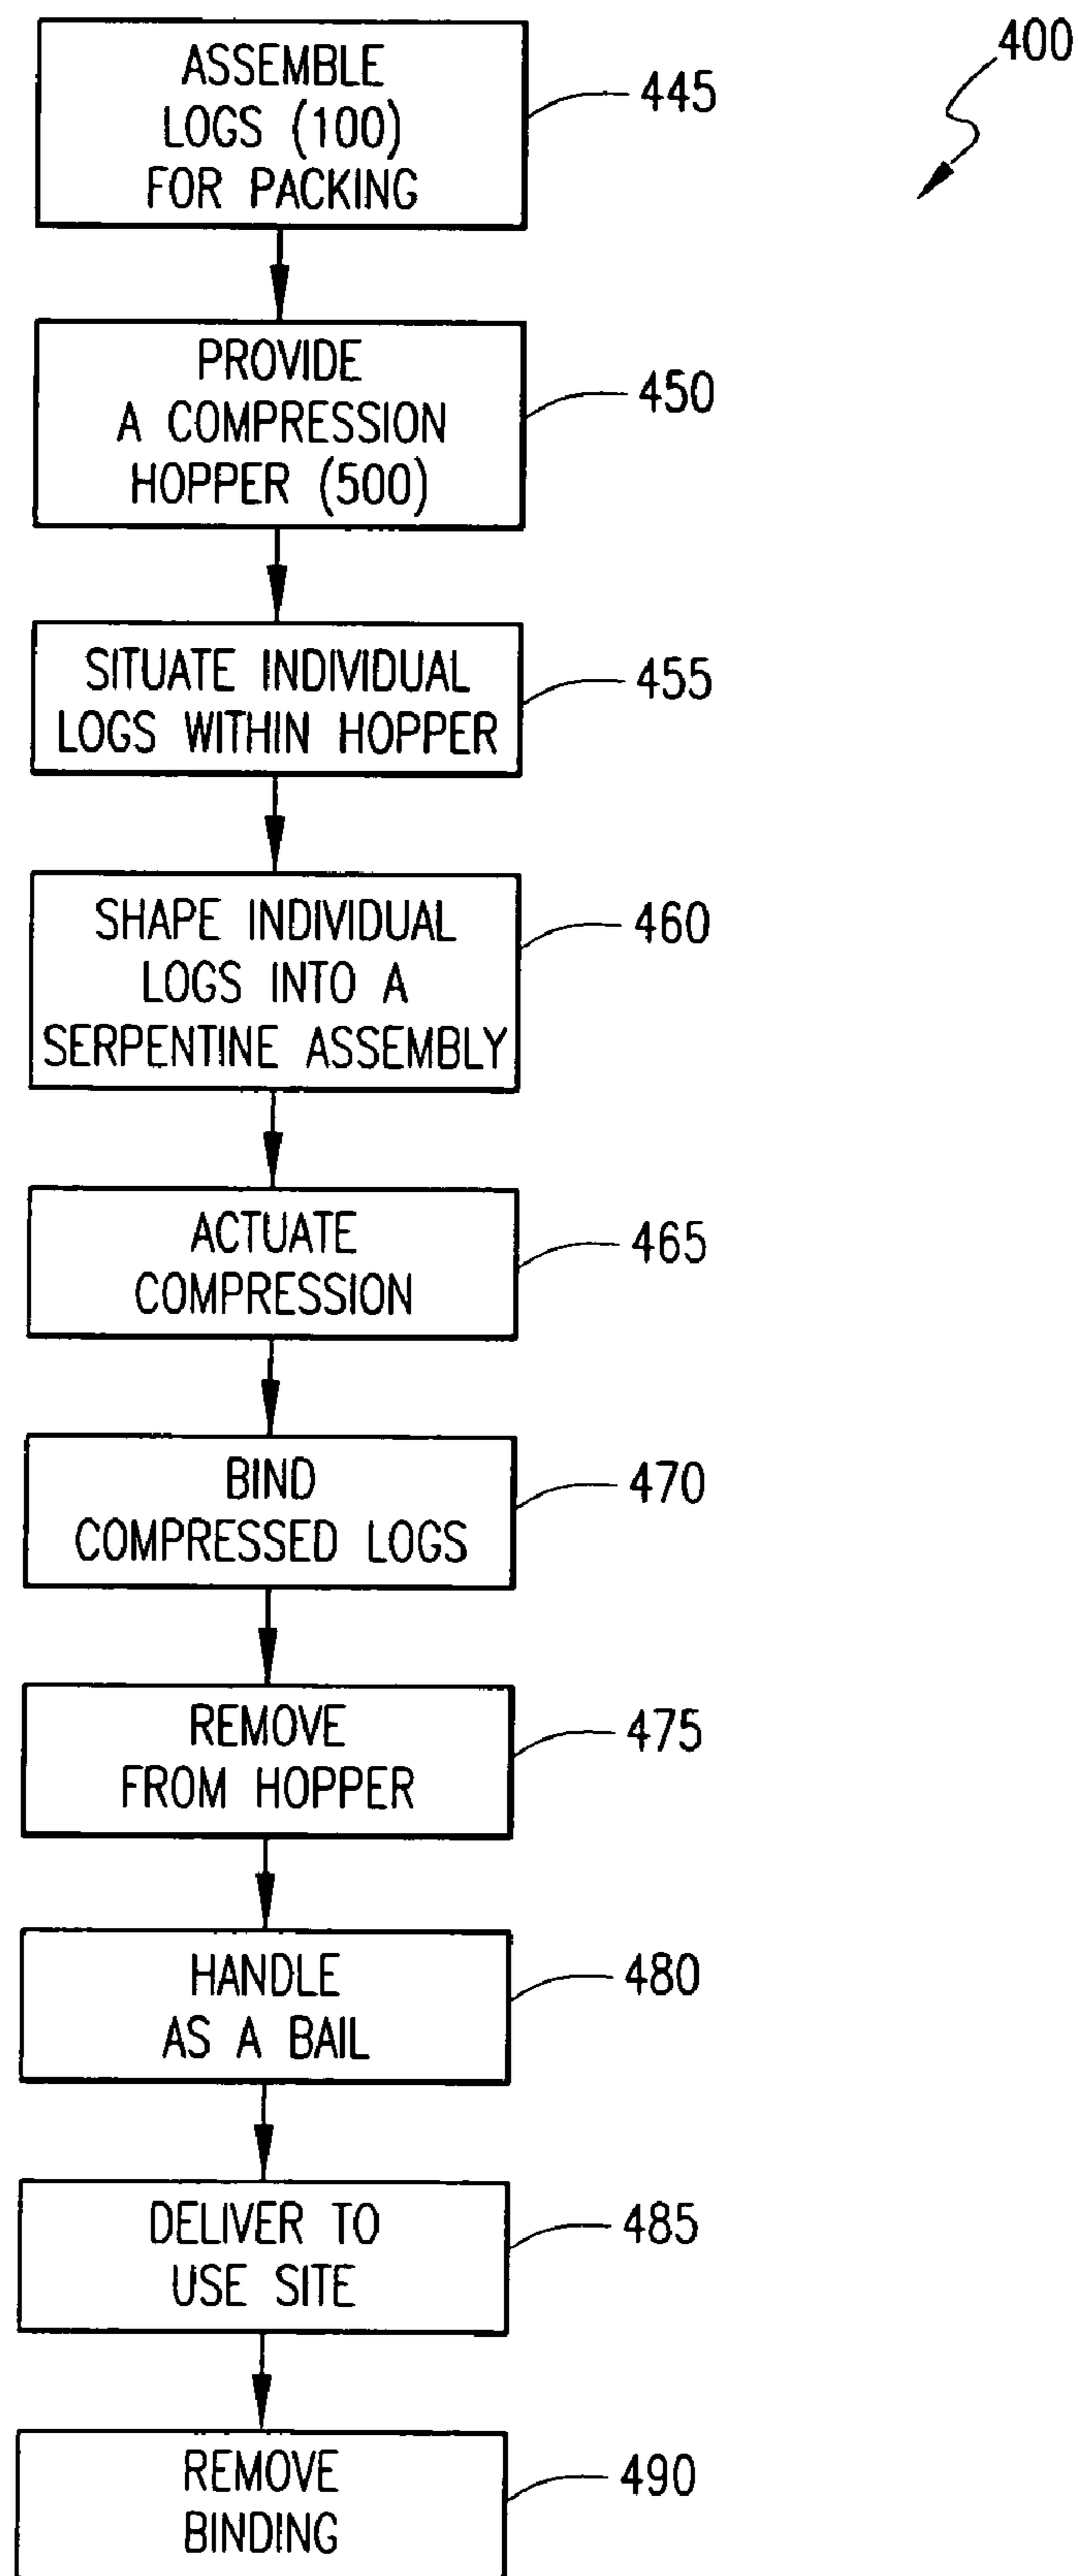 400
ASSEMBLE
LOGS (100)
FOR PACKING
445
PROVIDE
A COMPRESSION
HOPPER (500)
450
SITUATE INDIVIDUAL
LOGS WITHIN HOPPER
455
SHAPE INDIVIDUAL
LOGS INTO A
SERPENTINE ASSEMBLY
460
ACTUATE
COMPRESSION
465
BIND
COMPRESSED LOGS
470
REMOVE
FROM HOPPER
475
HANDLE
AS A BAIL
480
DELIVER TO
USE SITE
485
REMOVE
BINDING
490